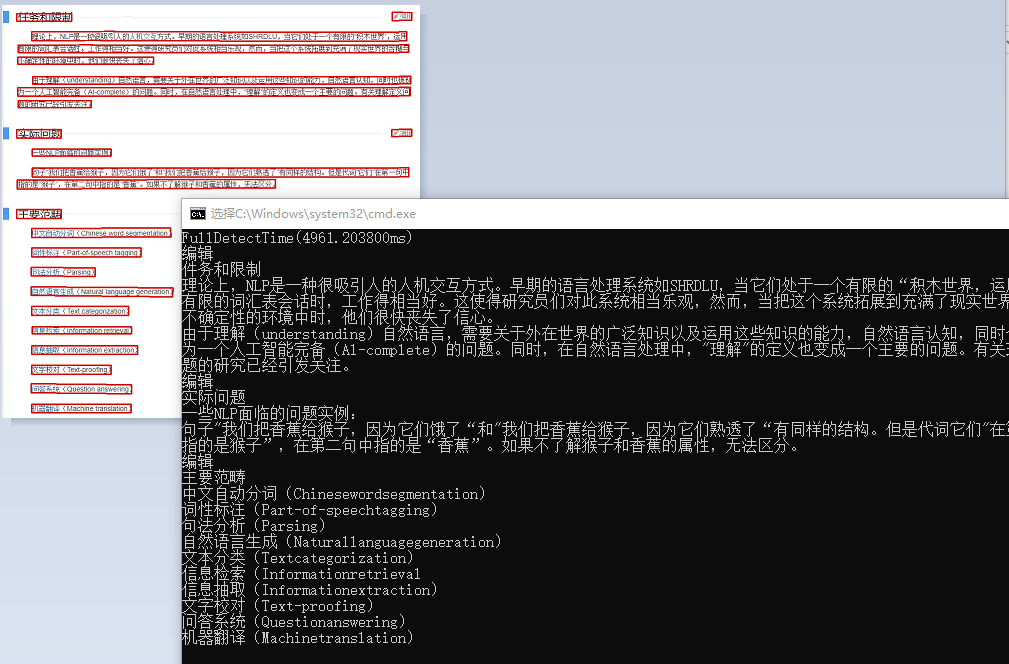 任务和限制
编辑
理论上，NLP是一种很吸引人的人机交互方式。早期的语言处理系统如SHRDLU，当它们处于一个有限的"积木世界"，运用
有限的词汇表会话时，工作得相当好。这使得研究员们对此系统相当乐观，然而，当把这个系统拓展到充满了现实世界的含糊与
不确定性的环境中时，他们很快丧失了信心。
由于理解（understanding）自然语言，需要关于外在世界的广泛知识以及运用这些知识的能力，自然语言认知，同时也被视
为一个人工智能完备（AI-complete）的问题。同时，在自然语言处理中，"理解"的定义也变成一个主要的问题。有关理解定义问
题的研究已经引发关注。
实际问题
编辑
一些NLP面临的问题实例：
句子"我们把香蕉给猴子，因为它们饿了"和"我们把香蕉给猴子，因为它们熟透了"有同样的结构。但是代词"它们"在第一句中
指的是"猴子"，在第二句中指的是"香蕉"。如果不了解猴子和香蕉的属性，无法区分。
主要范畴
中文自动分词（Chinese word segmentation）
词性标注（Part-of-speech tagging）
句法分析（Parsing）
自然语言生成（Natural language generation）
文本分类（Text categorization）
信息检索（Information retrieval）
信息抽取（Information extraction）
文字校对（Text-proofing）
问答系统（Question answering）
机器翻译（Machine translation）
选择C:\Windows\system32\cmd.exe
FullDetectTime(4961.203800ms)
编辑
任务和限制
理论上，NLP是一种很吸引人的人机交互方式。早期的语言处理系统如SHRDLU，当它们处于一个有限的“积木世界，运
有限的词汇表会话时，工作得相当好。这使得研究员们对此系统相当乐观，然而，当把这个系统拓展到充满了现实世界
不确定性的环境中时，他们很快丧失了信心。
由于理解（understanding）自然语言，需要关于外在世界的广泛知识以及运用这些知识的能力，自然语言认知，同时
为一个人工智能完备（A1-complete）的问题。同时，在自然语言处理中，"理解"的定义也变成一个主要的问题。有关
题的研究已经引发关注。
编辑
实际问题
一些NLP面临的问题实例：
句子"我们把香蕉给猴子，因为它们饿了“和"我们把香蕉给猴子，因为它们熟透了“有同样的结构。但是代词它们"在
指的是猴子”，在第二句中指的是“香蕉”。如果不了解猴子和香蕉的属性，无法区分。
编辑
主要范畴
中文自动分词（Chinesewordsegmentation）
词性标注（Part-of-speechtagging）
句法分析（Parsing）
自然语言生成（Naturallanguagegeneration）
文本分类（Textcategorization）
信息检索（Informationretrieval
信息抽取（Informationextraction）
文字校对（Text-proofing）
问答系统（Questionanswering）
机器翻译（Machinetranslation）